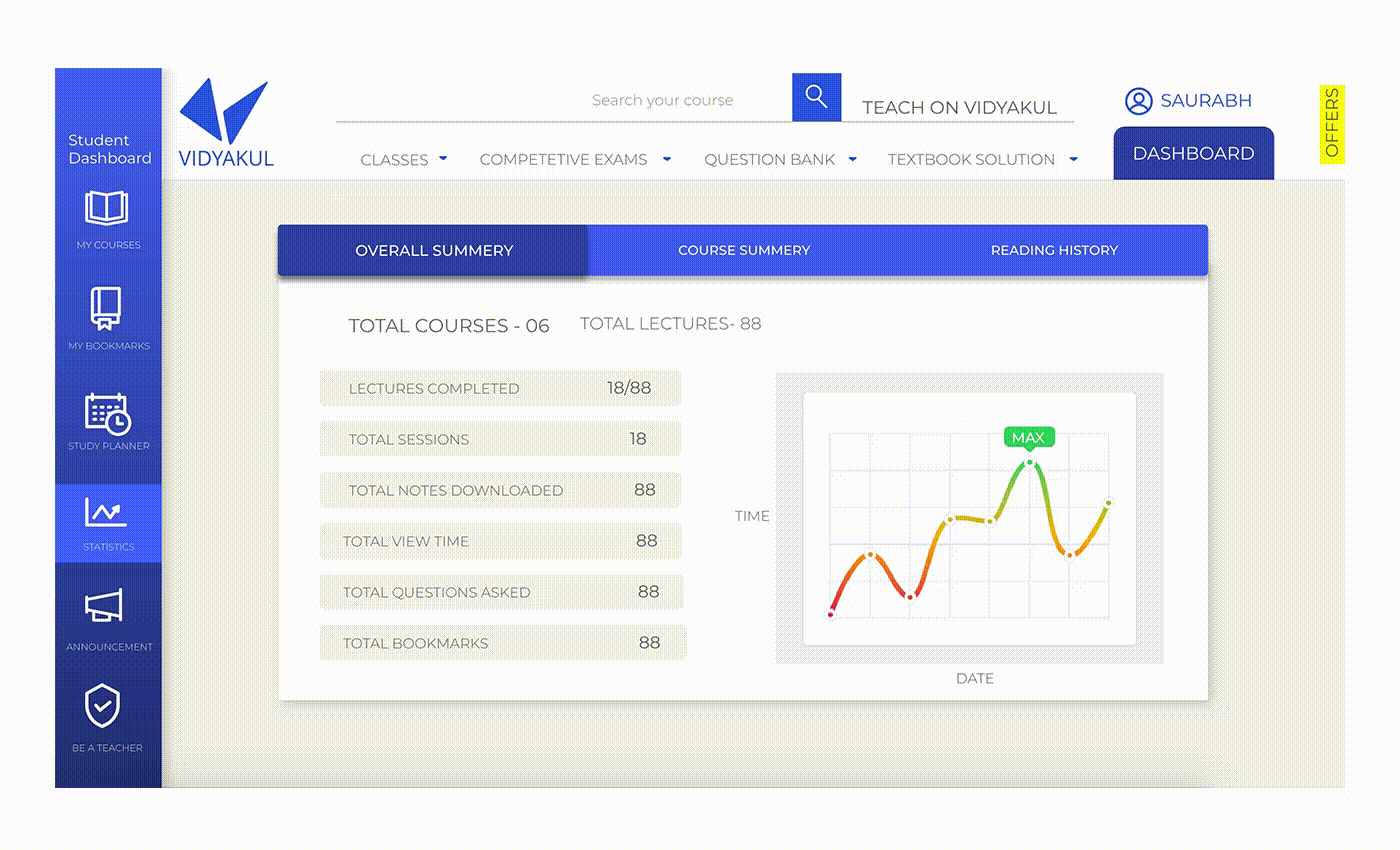 Student
Dashboard
MY COURSES
MY BOOKMARKS
STUDY PLANNER
STATISTICS
ANNOUNCEMENT
BE A TEACHER
VIDYAKUL
Search your course
TEACH ON VIDYAKUL
SAURABH
OFFERS
CLASSES
COMPETETIVE EXAMS
QUESTION BANK
TEXTBOOK SOLUTION
DASHBOARD
OVERALL SUMMERY
COURSE SUMMERY
READING HISTORY
TOTAL COURSES - 06
TOTAL LECTURES- 88
LECTURES COMPLETED 18/88
TOTAL SESSIONS 18
TOTAL NOTES DOWNLOADED 88
TOTAL VIEW TIME 88
TOTAL QUESTIONS ASKED 88
TOTAL BOOKMARKS 88
MAX
TIME
DATE